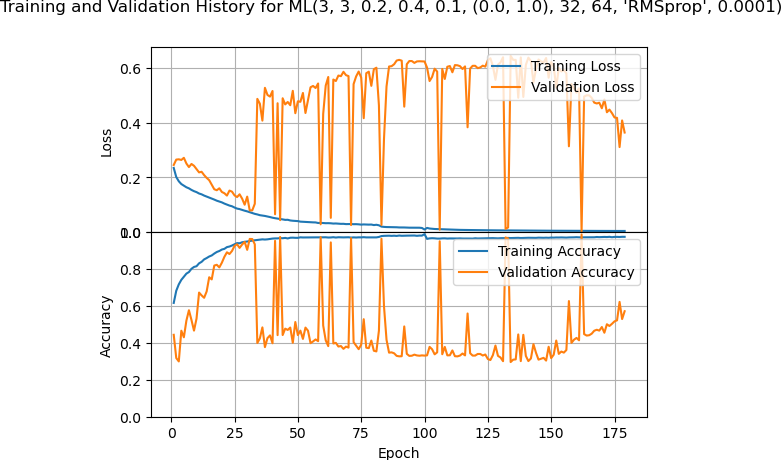 Training and Validation History for ML(3, 3, 0.2, 0.4, 0.1, (0.0, 1.0), 32, 64, 'RMSprop', 0.0001)
0.6
0.4
0.2
Loss
Training Loss
Validation Loss
1.0
0.8
0.6
0.4
0.2
0.0
Accuracy
Training Accuracy
Validation Accuracy
0 25 50 75 100 125 150 175
Epoch